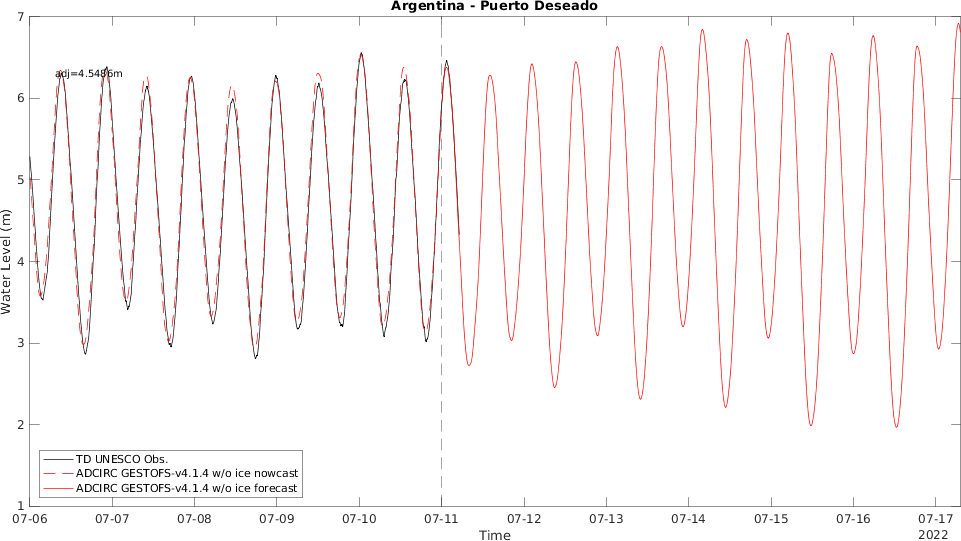 Argentina - Puerto Deseado
adj=4.5486m
Water Level (m)
7
6
5
4
3
2
1
TD UNESCO Obs.
ADCIRC GESTOFS-v4.1.4 w/o ice nowcast
ADCIRC GESTOFS-v4.1.4 w/o ice forecast
07-06 07-07 07-08 07-09 07-10 07-11 07-12 07-13 07-14 07-15 07-16 07-17
2022
Time